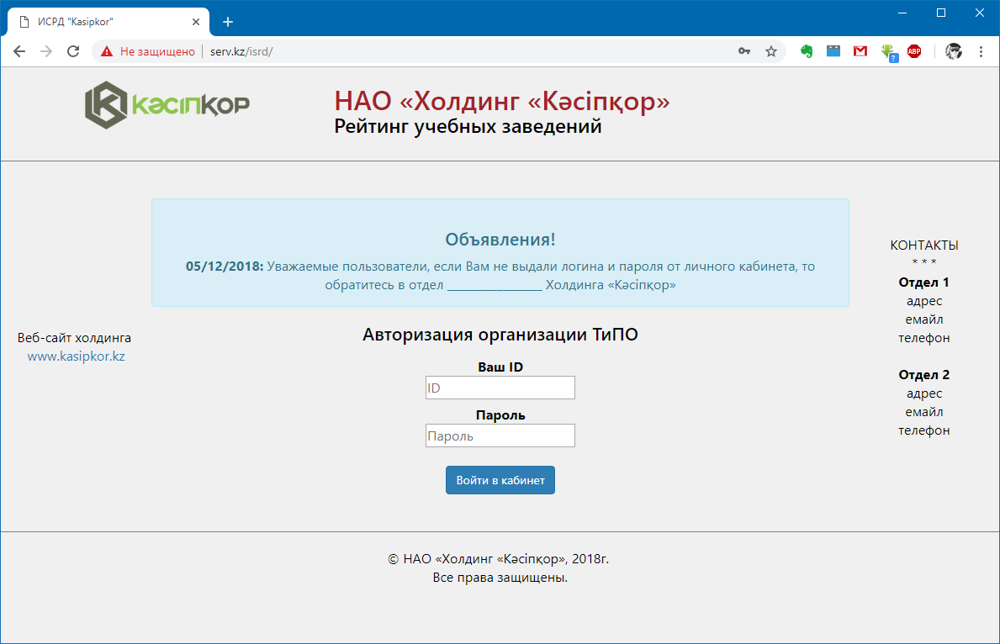 ИСРД "Kasipkor"
Не защищено
serv.kz/isrd/
ABP
?
кәсіпқор
НАО «Холдинг «Кәсіпқор»
Рейтинг учебных заведений
Объявления!
05/12/2018: Уважаемые пользователи, если Вам не выдали логина и пароля от личного кабинета, то
обратитесь в отдел ________________ Холдинга «Кәсіпқор»
Веб-сайт холдинга
www.kasipkor.kz
Авторизация организации ТиПО
Ваш ID
ID
Пароль
Пароль
Войти в кабинет
КОНТАКТЫ
* * *
Отдел 1
адрес
емайл
телефон
Отдел 2
адрес
емайл
телефон
© НАО «Холдинг «Кәсіпқор», 2018г.
Все права защищены.